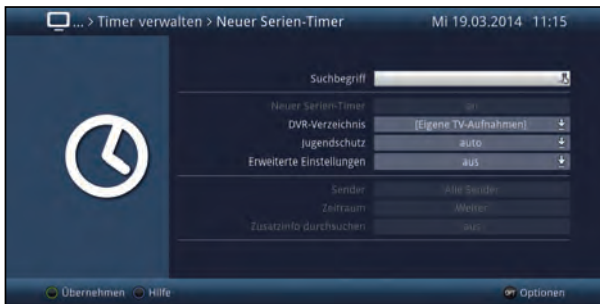 ... > Timer verwalten > Neuer Serien-Timer Mi 19.03.2014 11:15
Suchbegriff
Neuer Serien-Timer an
DVR-Verzeichnis [Eigene TV-Aufnahmen]
Jugendschutz auto
Erweiterte Einstellungen aus
Sender Alle Sender
Zeitraum Weiter
Zusatzinfo durchsuchen aus
Übernehmen Hilfe OPT Optionen